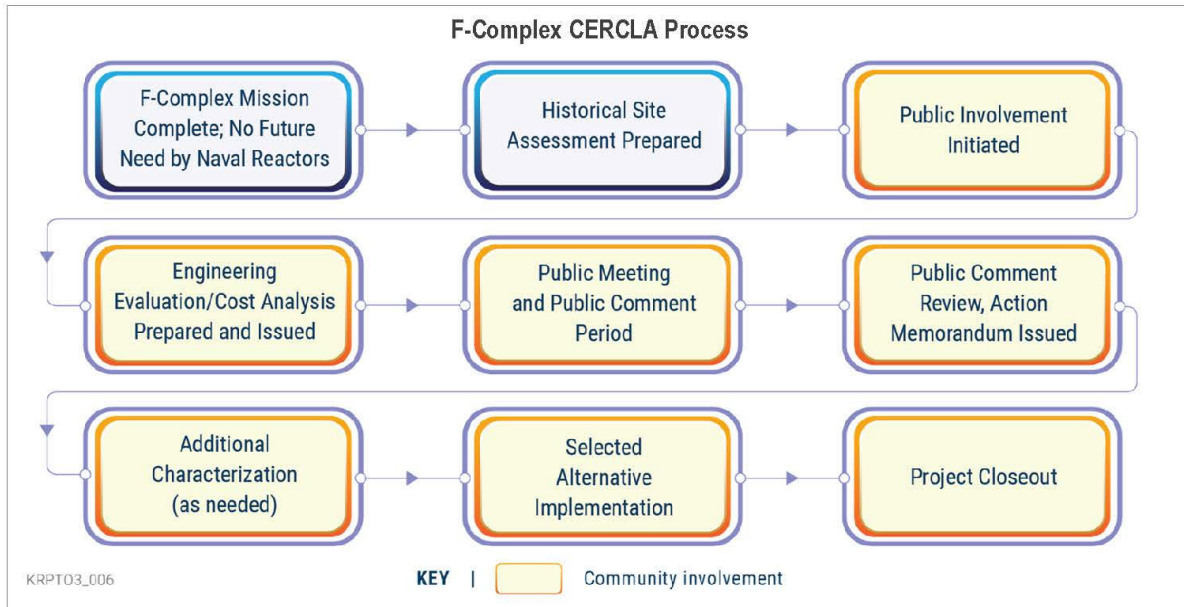 F-Complex CERCLA Process
F-Complex Mission
Complete; No Future
Need by Naval Reactors
Historical Site
Assessment Prepared
Public Involvement
Initiated
Engineering
Evaluation/Cost Analysis
Prepared and Issued
Public Meeting
and Public Comment
Period
Public Comment
Review, Action
Memorandum Issued
Additional
Characterization
(as needed)
Selected
Alternative
Implementation
Project Closeout
KRPTO3_006
KEY | Community involvement